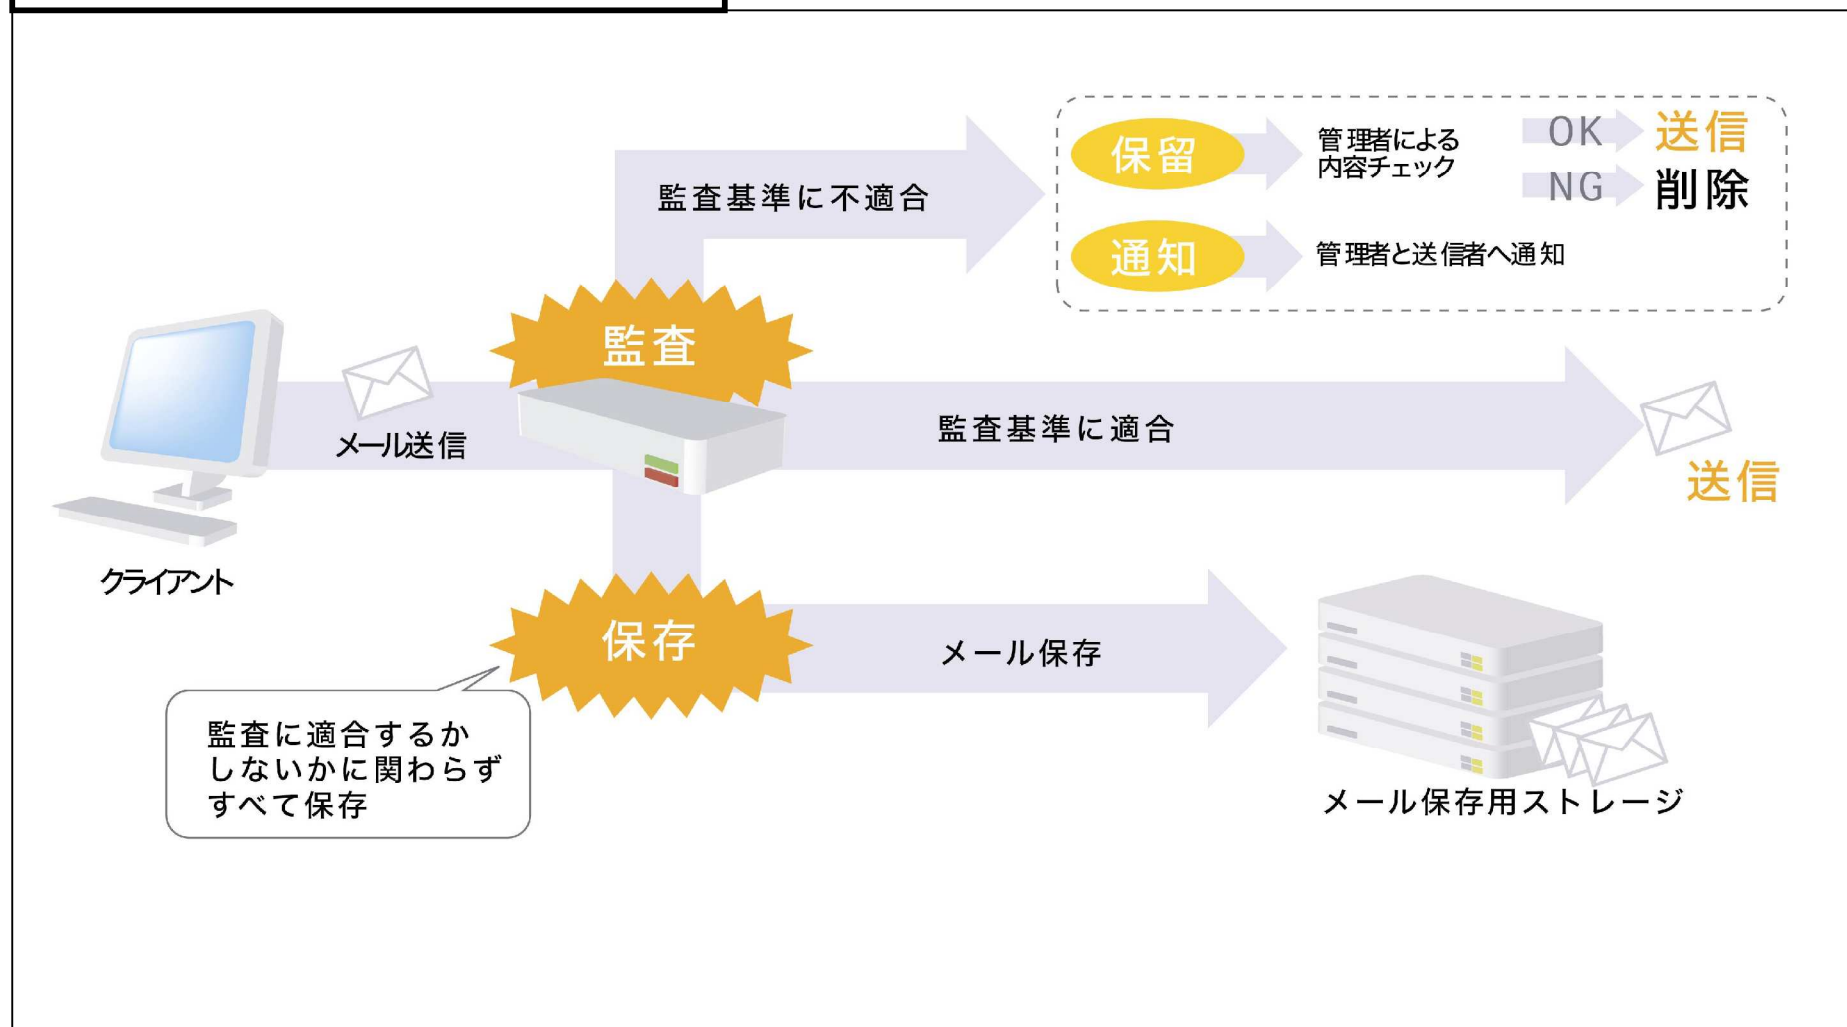 保留
管理者による
内容チェック
OK
送信
NG
削除
監査基準に不適合
通知
管理者と送信者へ通知
監査
メール送信
監査基準に適合
送信
クライアント
保存
メール保存
監査に適合するか
しないかに関わらず
すべて保存
メール保存用ストレージ